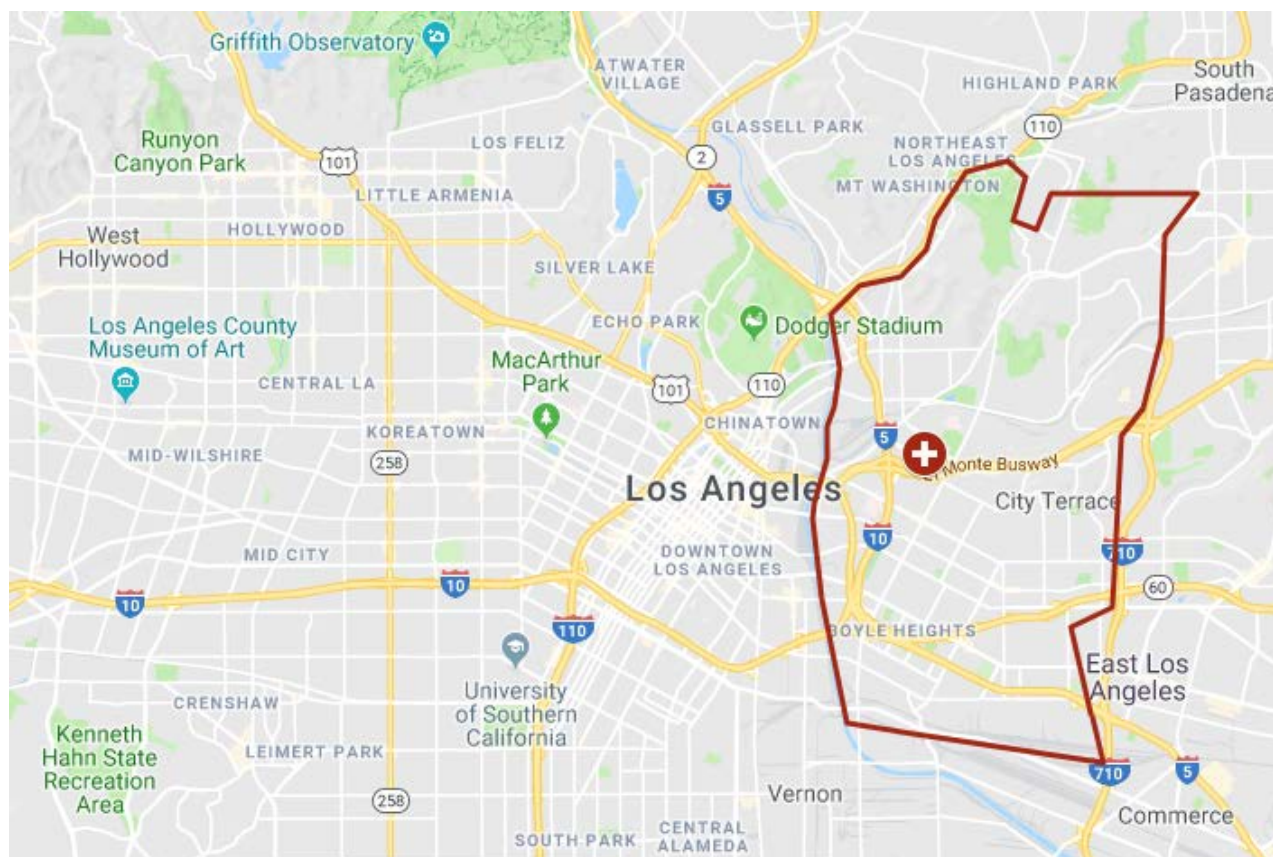 Griffith Observatory
ATWATER
VILLAGE
HIGHLAND PARK
South
Pasadena
Runyon
Canyon Park
101
LOS FELIZ
GLASSELL PARK
110
NORTHEAST
LOS ANGELES
2
MT WASHINGTON
5
LITTLE ARMENIA
West
Hollywood
HOLLYWOOD
SILVER LAKE
Los Angeles County
Museum of Art
ECHO PARK
Dodger Stadium
MacArthur
Park
CENTRAL LA
101
110
CHINATOWN
KOREATOWN
5
MID-WILSHIRE
258
El Monte Busway
Los Angeles
City Terrace
MID CITY
DOWNTOWN
LOS ANGELES
10
710
10
10
60
110
BOYLE HEIGHTS
East Los
Angeles
University
of Southern
California
CRENSHAW
Kenneth
Hahn State
Recreation
Area
LEIMERT PARK
710
5
258
Vernon
Commerce
SOUTH PARK
CENTRAL
ALAMEDA